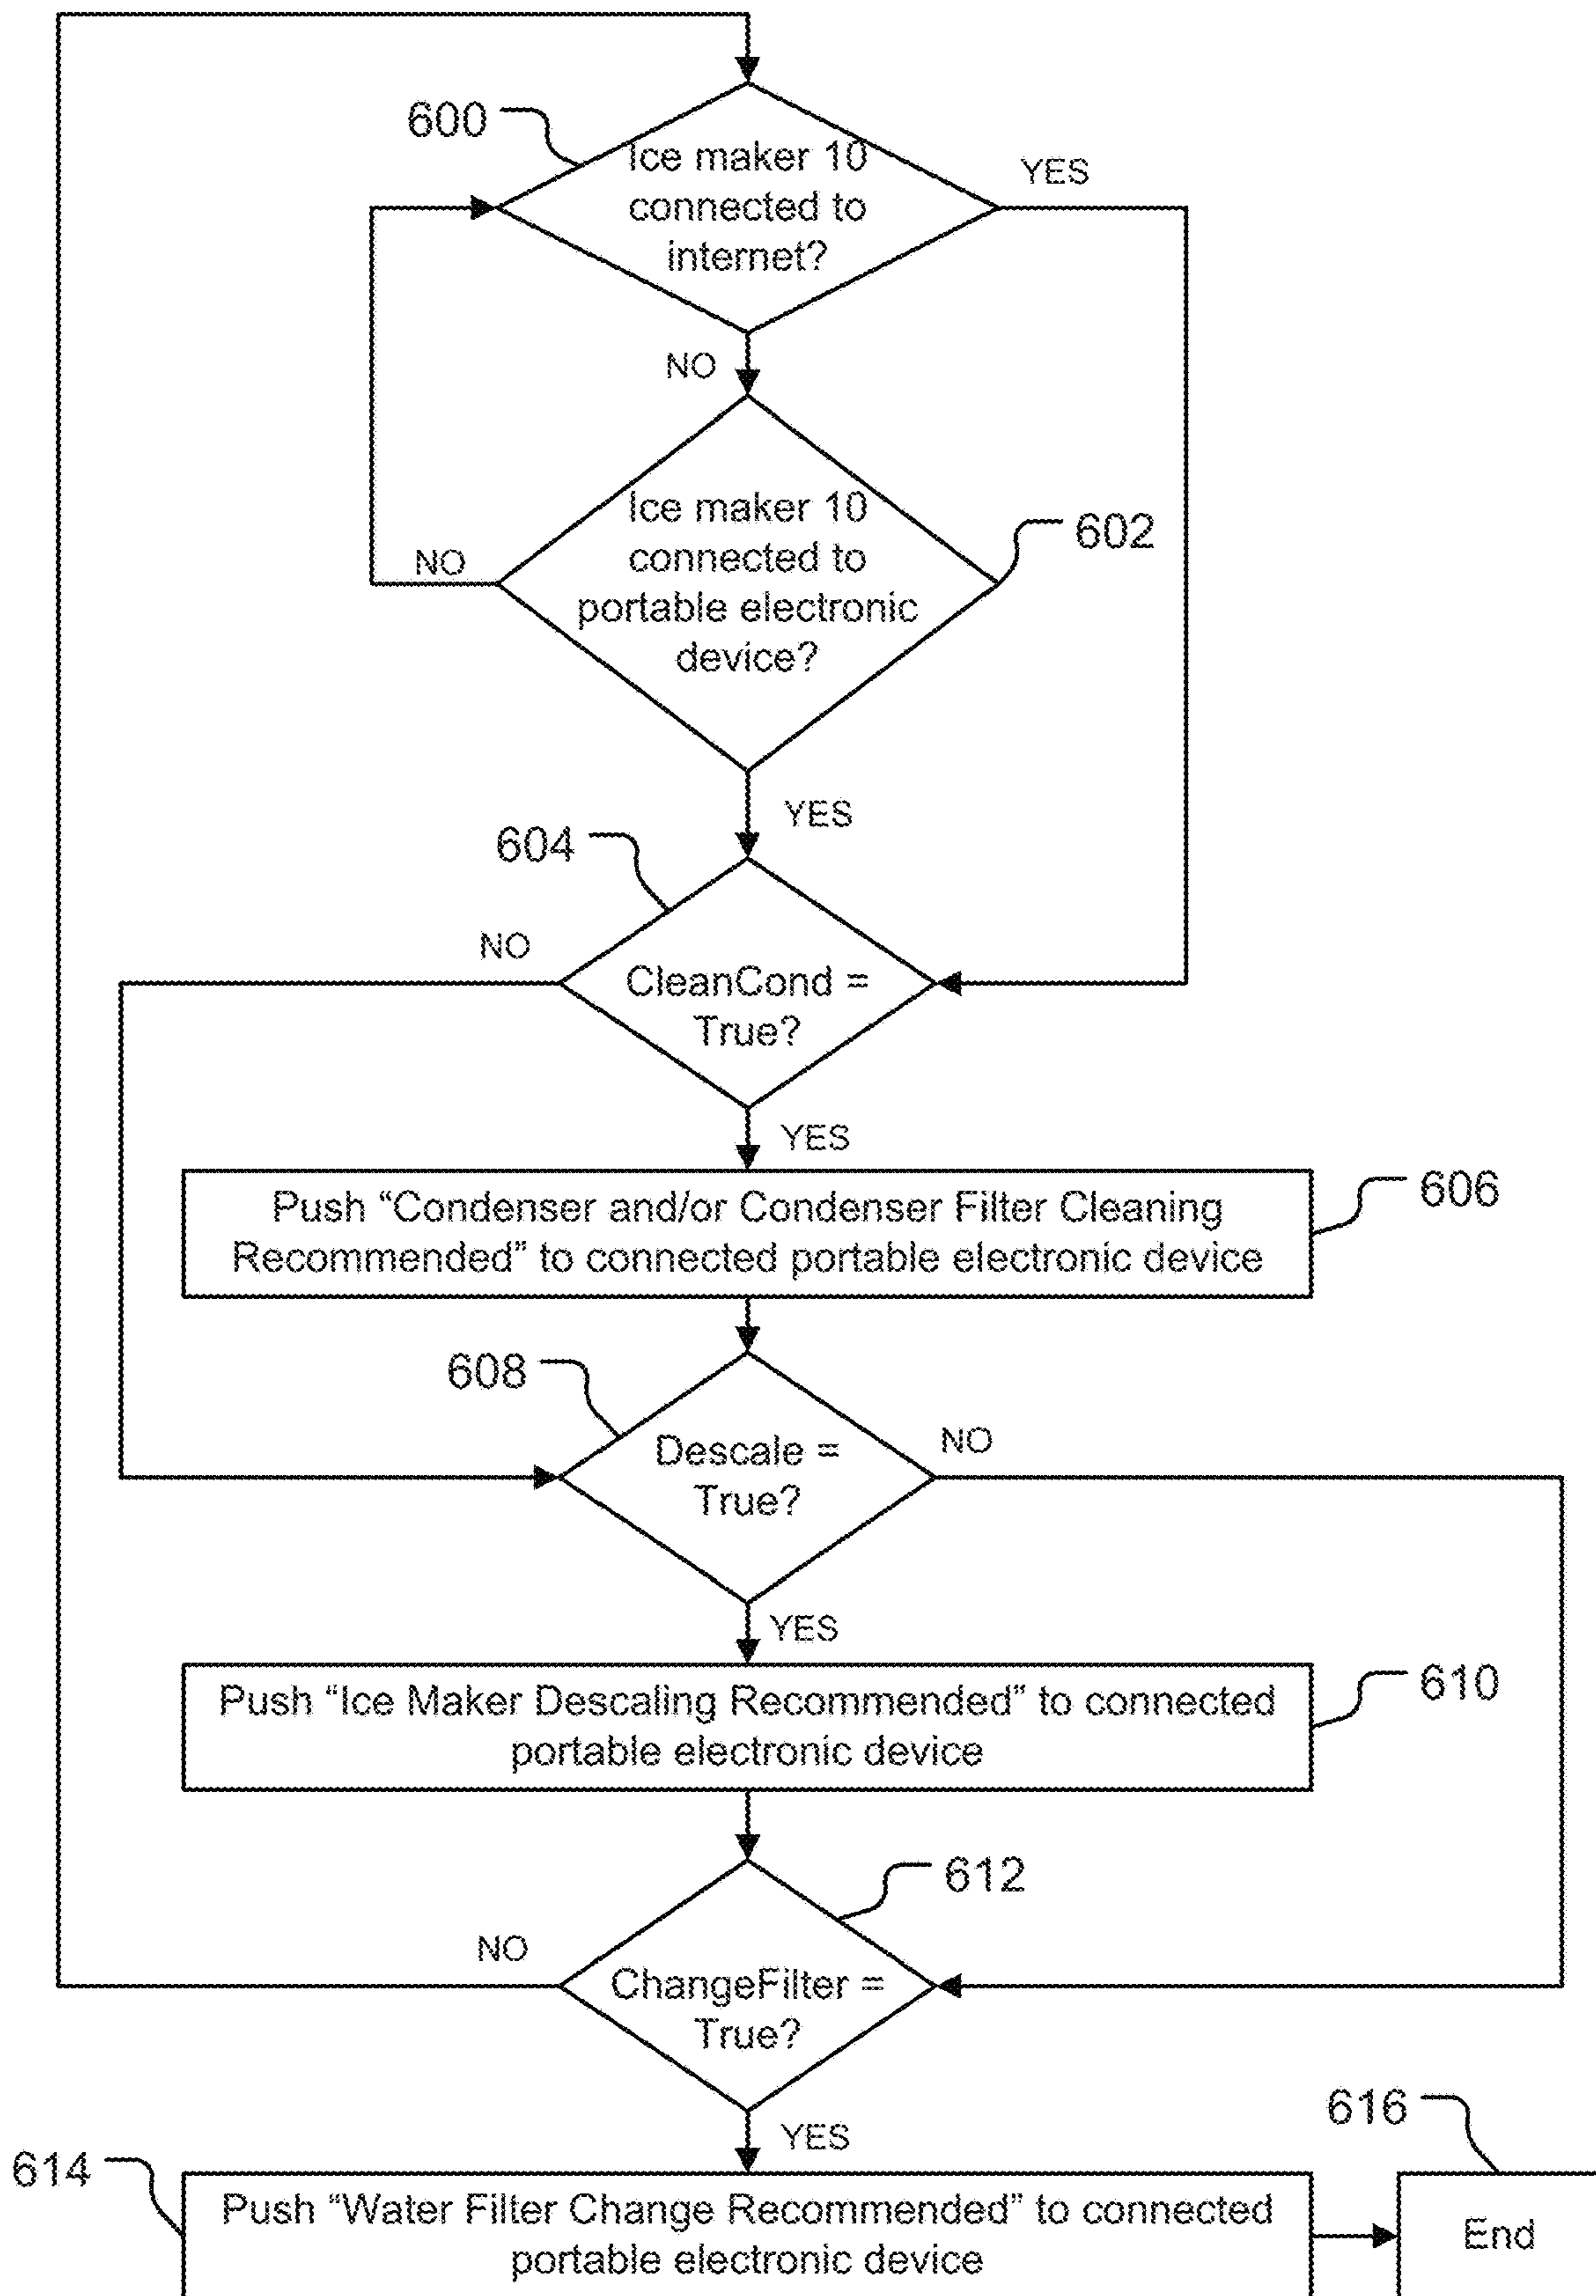 600
Ice maker 10
connected to
internet?
YES
NO
Ice maker 10
connected to
portable electronic
device?
602
NO
YES
604
NO
CleanCond =
True?
YES
Push “Condenser and/or Condenser Filter Cleaning
Recommended” to connected portable electronic device
606
608
Descale =
True?
NO
YES
Push “Ice Maker Descaling Recommended” to connected
portable electronic device
610
612
NO
ChangeFilter =
True?
YES
616
614
Push “Water Filter Change Recommended” to connected
portable electronic device
End